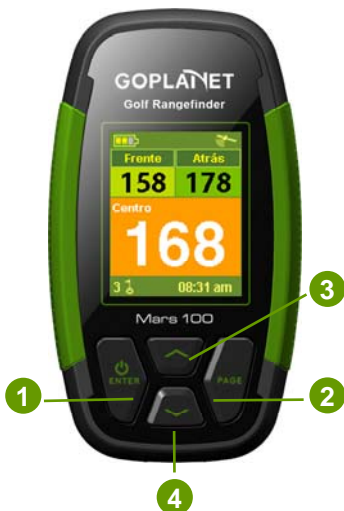 GOPLANET
Golf Rangefinder
Frente Atrás
158 178
Centro
168
3 08:31 am
Mars 100
ENTER PAGE
3
1 2
4